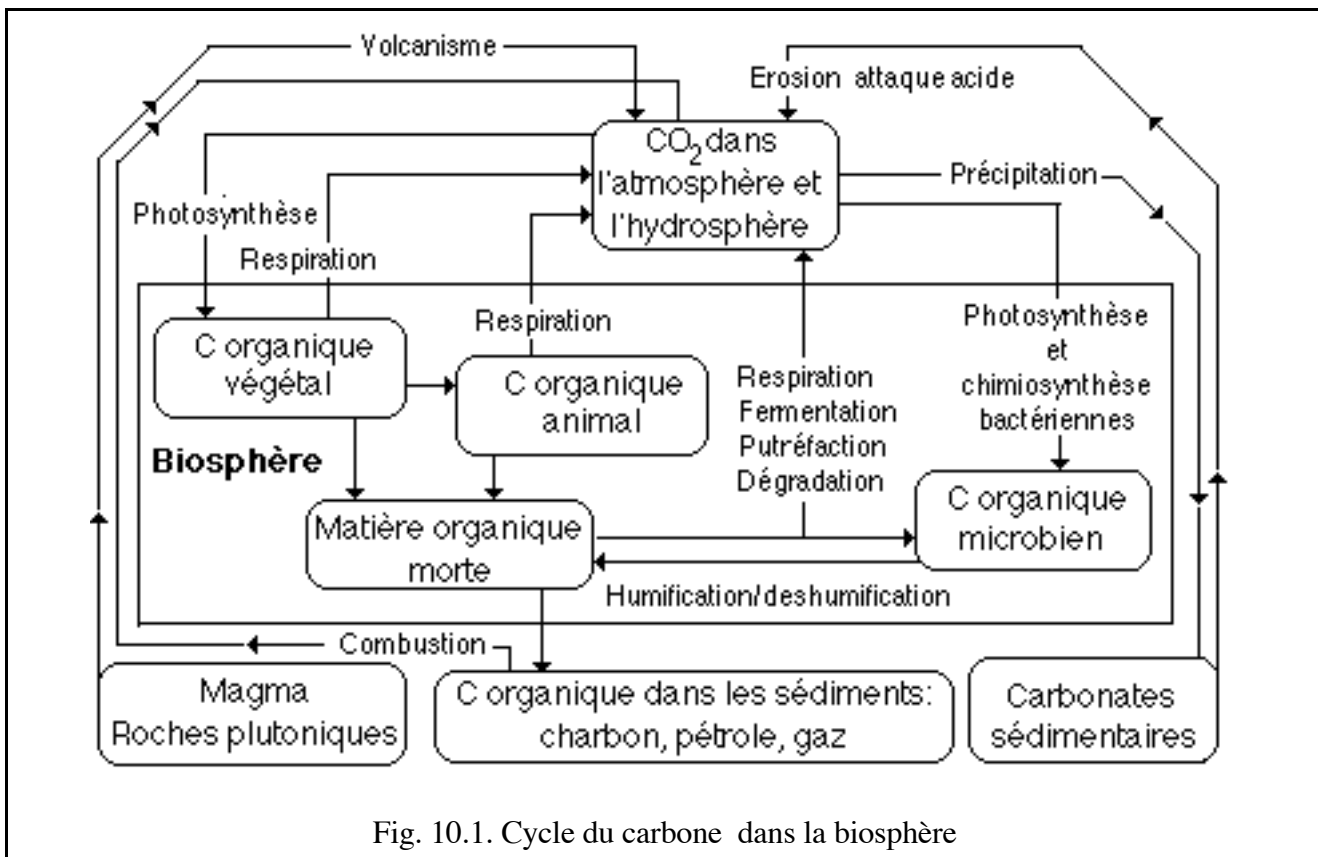 Volcanisme
Erosion attaque acide
CO2 dans
l'atmosphère et
l'hydrosphère
Précipitation
Photosynthèse
Respiration
Respiration
Photosynthèse
et
chimiosynthèse
bactériennes
C organique
végétal
C organique
animal
Respiration
Fermentation
Putréfaction
Dégradation
Biosphère
C organique
microbien
Matière organique
morte
Humification/deshumification
Combustion
Magma
Roches plutoniques
C organique dans les sédiments:
charbon, pétrole, gaz
Carbonates
sédimentaires
Fig. 10.1. Cycle du carbone dans la biosphère